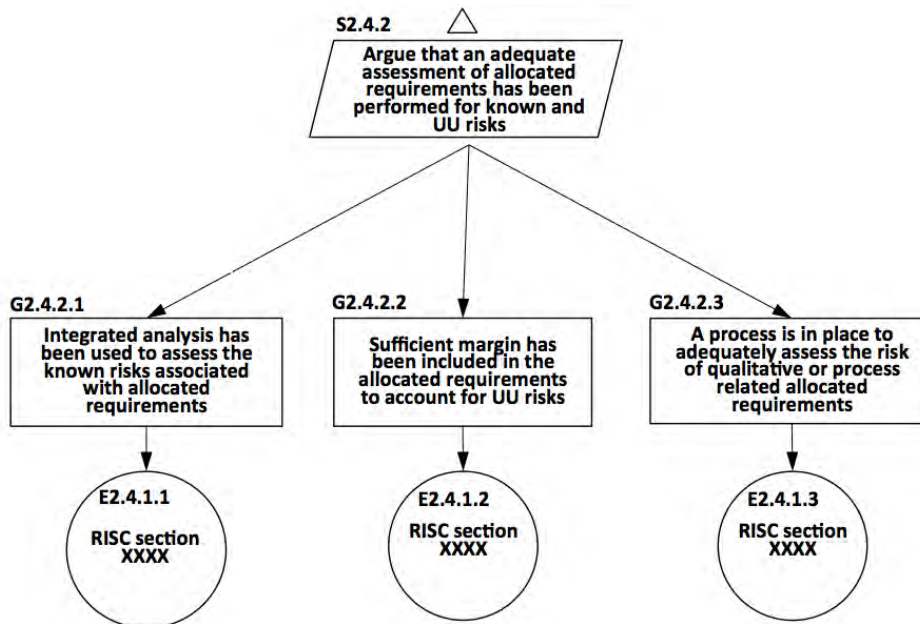 S2.4.2
Argue that an adequate
assessment of allocated
requirements has been
performed for known and
UU risks
G2.4.2.1
Integrated analysis has
been used to assess the
known risks associated
with allocated
requirements
G2.4.2.2
Sufficient margin has
been included in the
allocated requirements
to account for UU risks
G2.4.2.3
A process is in place to
adequately assess the risk
of qualitative or process
related allocated
requirements
E2.4.1.1
RISC section
XXXX
E2.4.1.2
RISC section
XXXX
E2.4.1.3
RISC section
XXXX